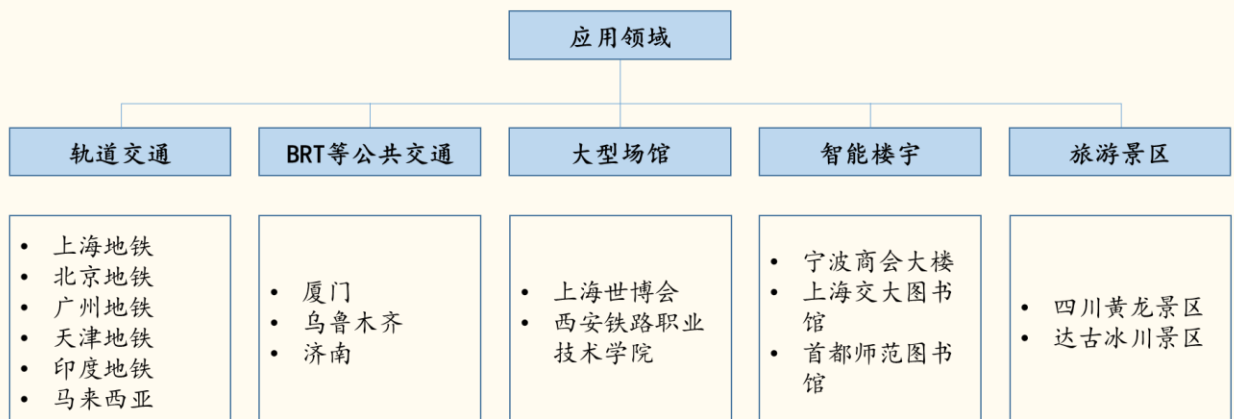 应用领域
轨道交通
BRT等公共交通
大型场馆
智能楼宇
旅游景区
• 上海地铁
• 北京地铁
• 广州地铁
• 天津地铁
• 印度地铁
• 马来西亚
• 厦门
• 乌鲁木齐
• 济南
• 上海世博会
• 西安铁路职业
技术学院
• 宁波商会大楼
• 上海交大图书
馆
• 首都师范图书
馆
• 四川黄龙景区
• 达古冰川景区